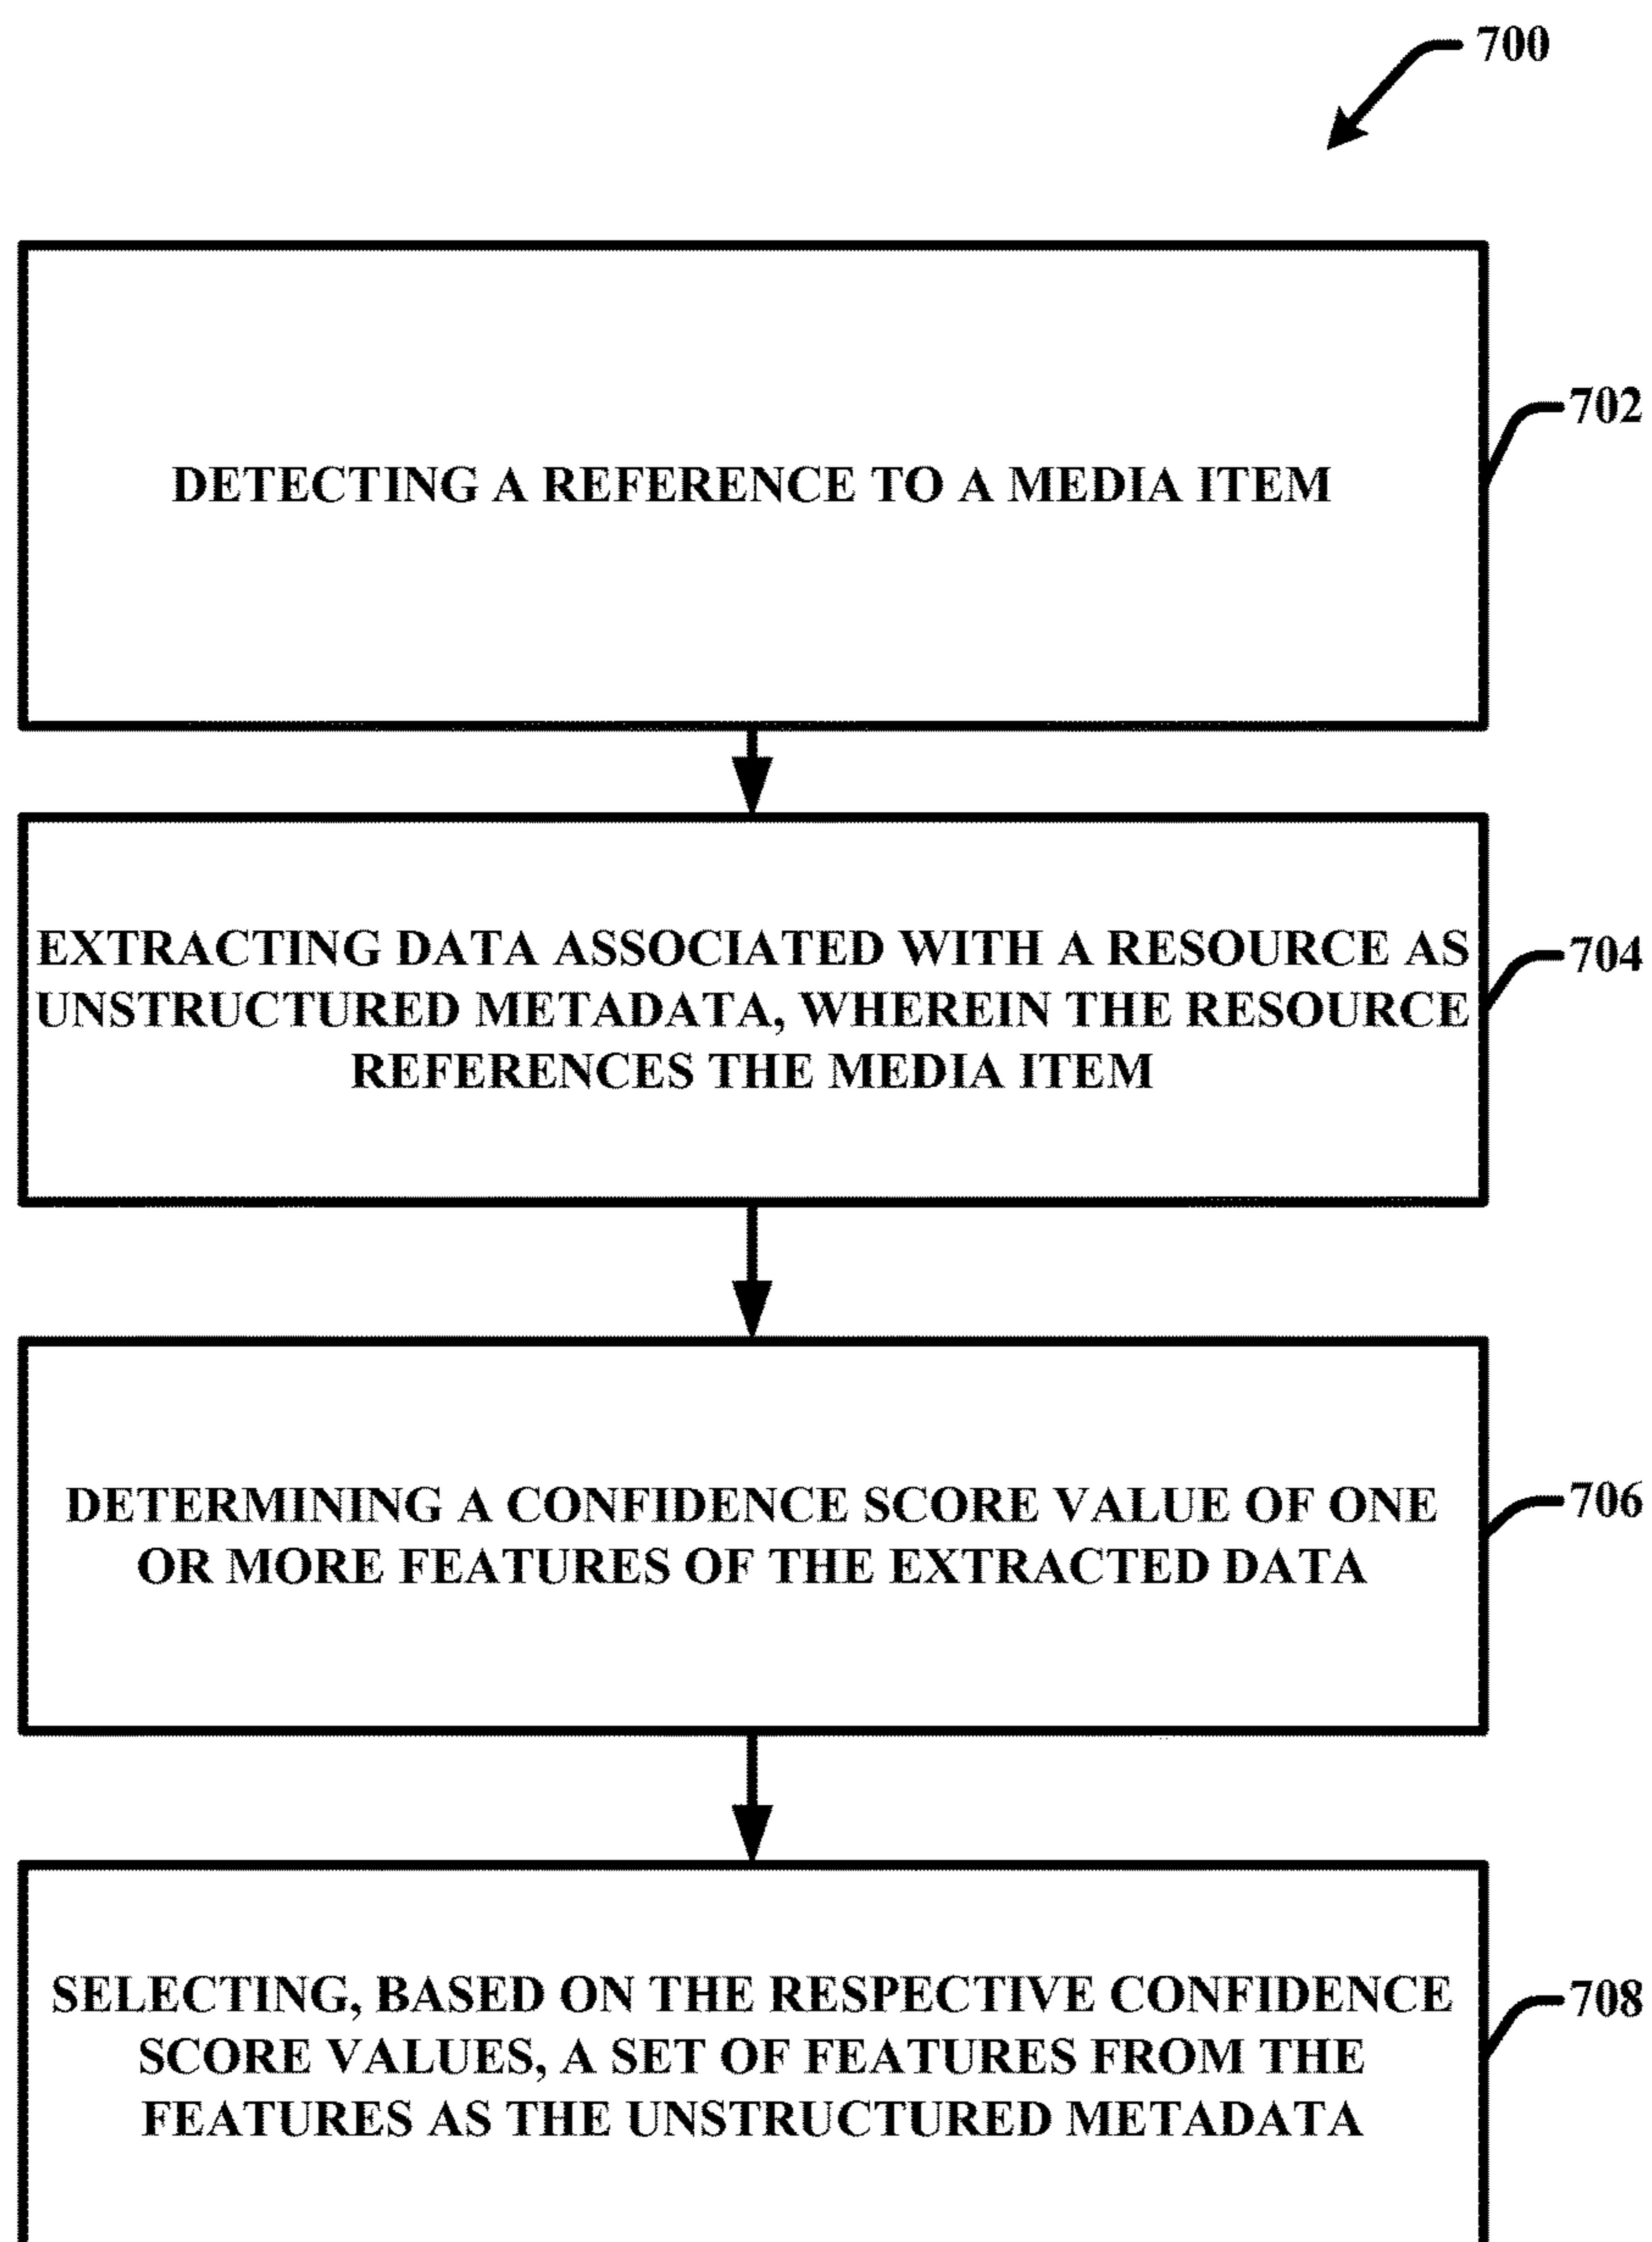 700
702
DETECTING A REFERENCE TO A MEDIA ITEM
EXTRACTING DATA ASSOCIATED WITH A RESOURCE AS
UNSTRUCTURED METADATA, WHEREIN THE RESOURCE
REFERENCES THE MEDIA ITEM
704
DETERMINING A CONFIDENCE SCORE VALUE OF ONE
OR MORE FEATURES OF THE EXTRACTED DATA
706
SELECTING, BASED ON THE RESPECTIVE CONFIDENCE
SCORE VALUES, A SET OF FEATURES FROM THE
FEATURES AS THE UNSTRUCTURED METADATA
708